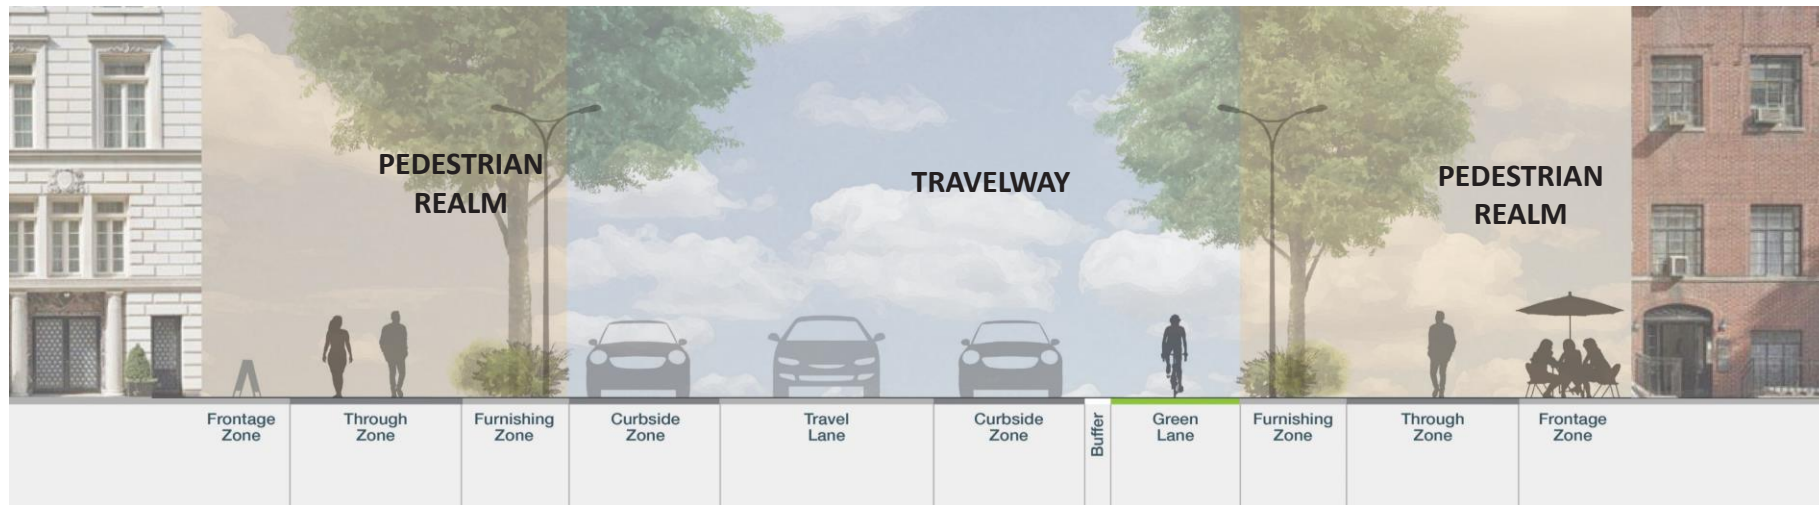 PEDESTRIAN
REALM
TRAVELWAY
PEDESTRIAN
REALM
Frontage
Zone
Through
Zone
Furnishing
Zone
Curbside
Zone
Travel
Lane
Curbside
Zone
Buffer
Green
Lane
Furnishing
Zone
Through
Zone
Frontage
Zone